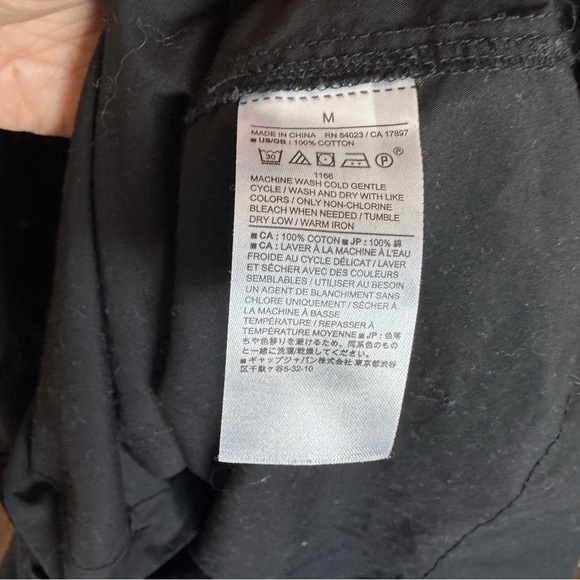 M
MADE IN CHINA RN 54023 / CA 17897
■ US/GB : 100% COTTON
30 P
1166
MACHINE WASH COLD GENTLE
CYCLE / WASH AND DRY WITH LIKE
COLORS / ONLY NON-CHLORINE
BLEACH WHEN NEEDED / TUMBLE
DRY LOW / WARM IRON
■ CA : 100% COTON ■ JP : 100% 綿
■ CA : LAVER À LA MACHINE À L'EAU
FROIDE AU CYCLE DÉLICAT / LAVER
ET SÉCHER AVEC DES COULEURS
SEMBLABLES / UTILISER AU BESOIN
UN AGENT DE BLANCHIMENT SANS
CHLORE UNIQUEMENT / SÉCHER À
LA MACHINE À BASSE
TEMPÉRATURE / REPASSER À
TEMPÉRATURE MOYENNE ■ JP : 色落
ちや色移りを避けるため、同系色のもの
と一緒に洗濯/乾燥してください。
■ ギャップジャパン株式会社 東京都渋谷
区千駄ヶ谷5-32-10